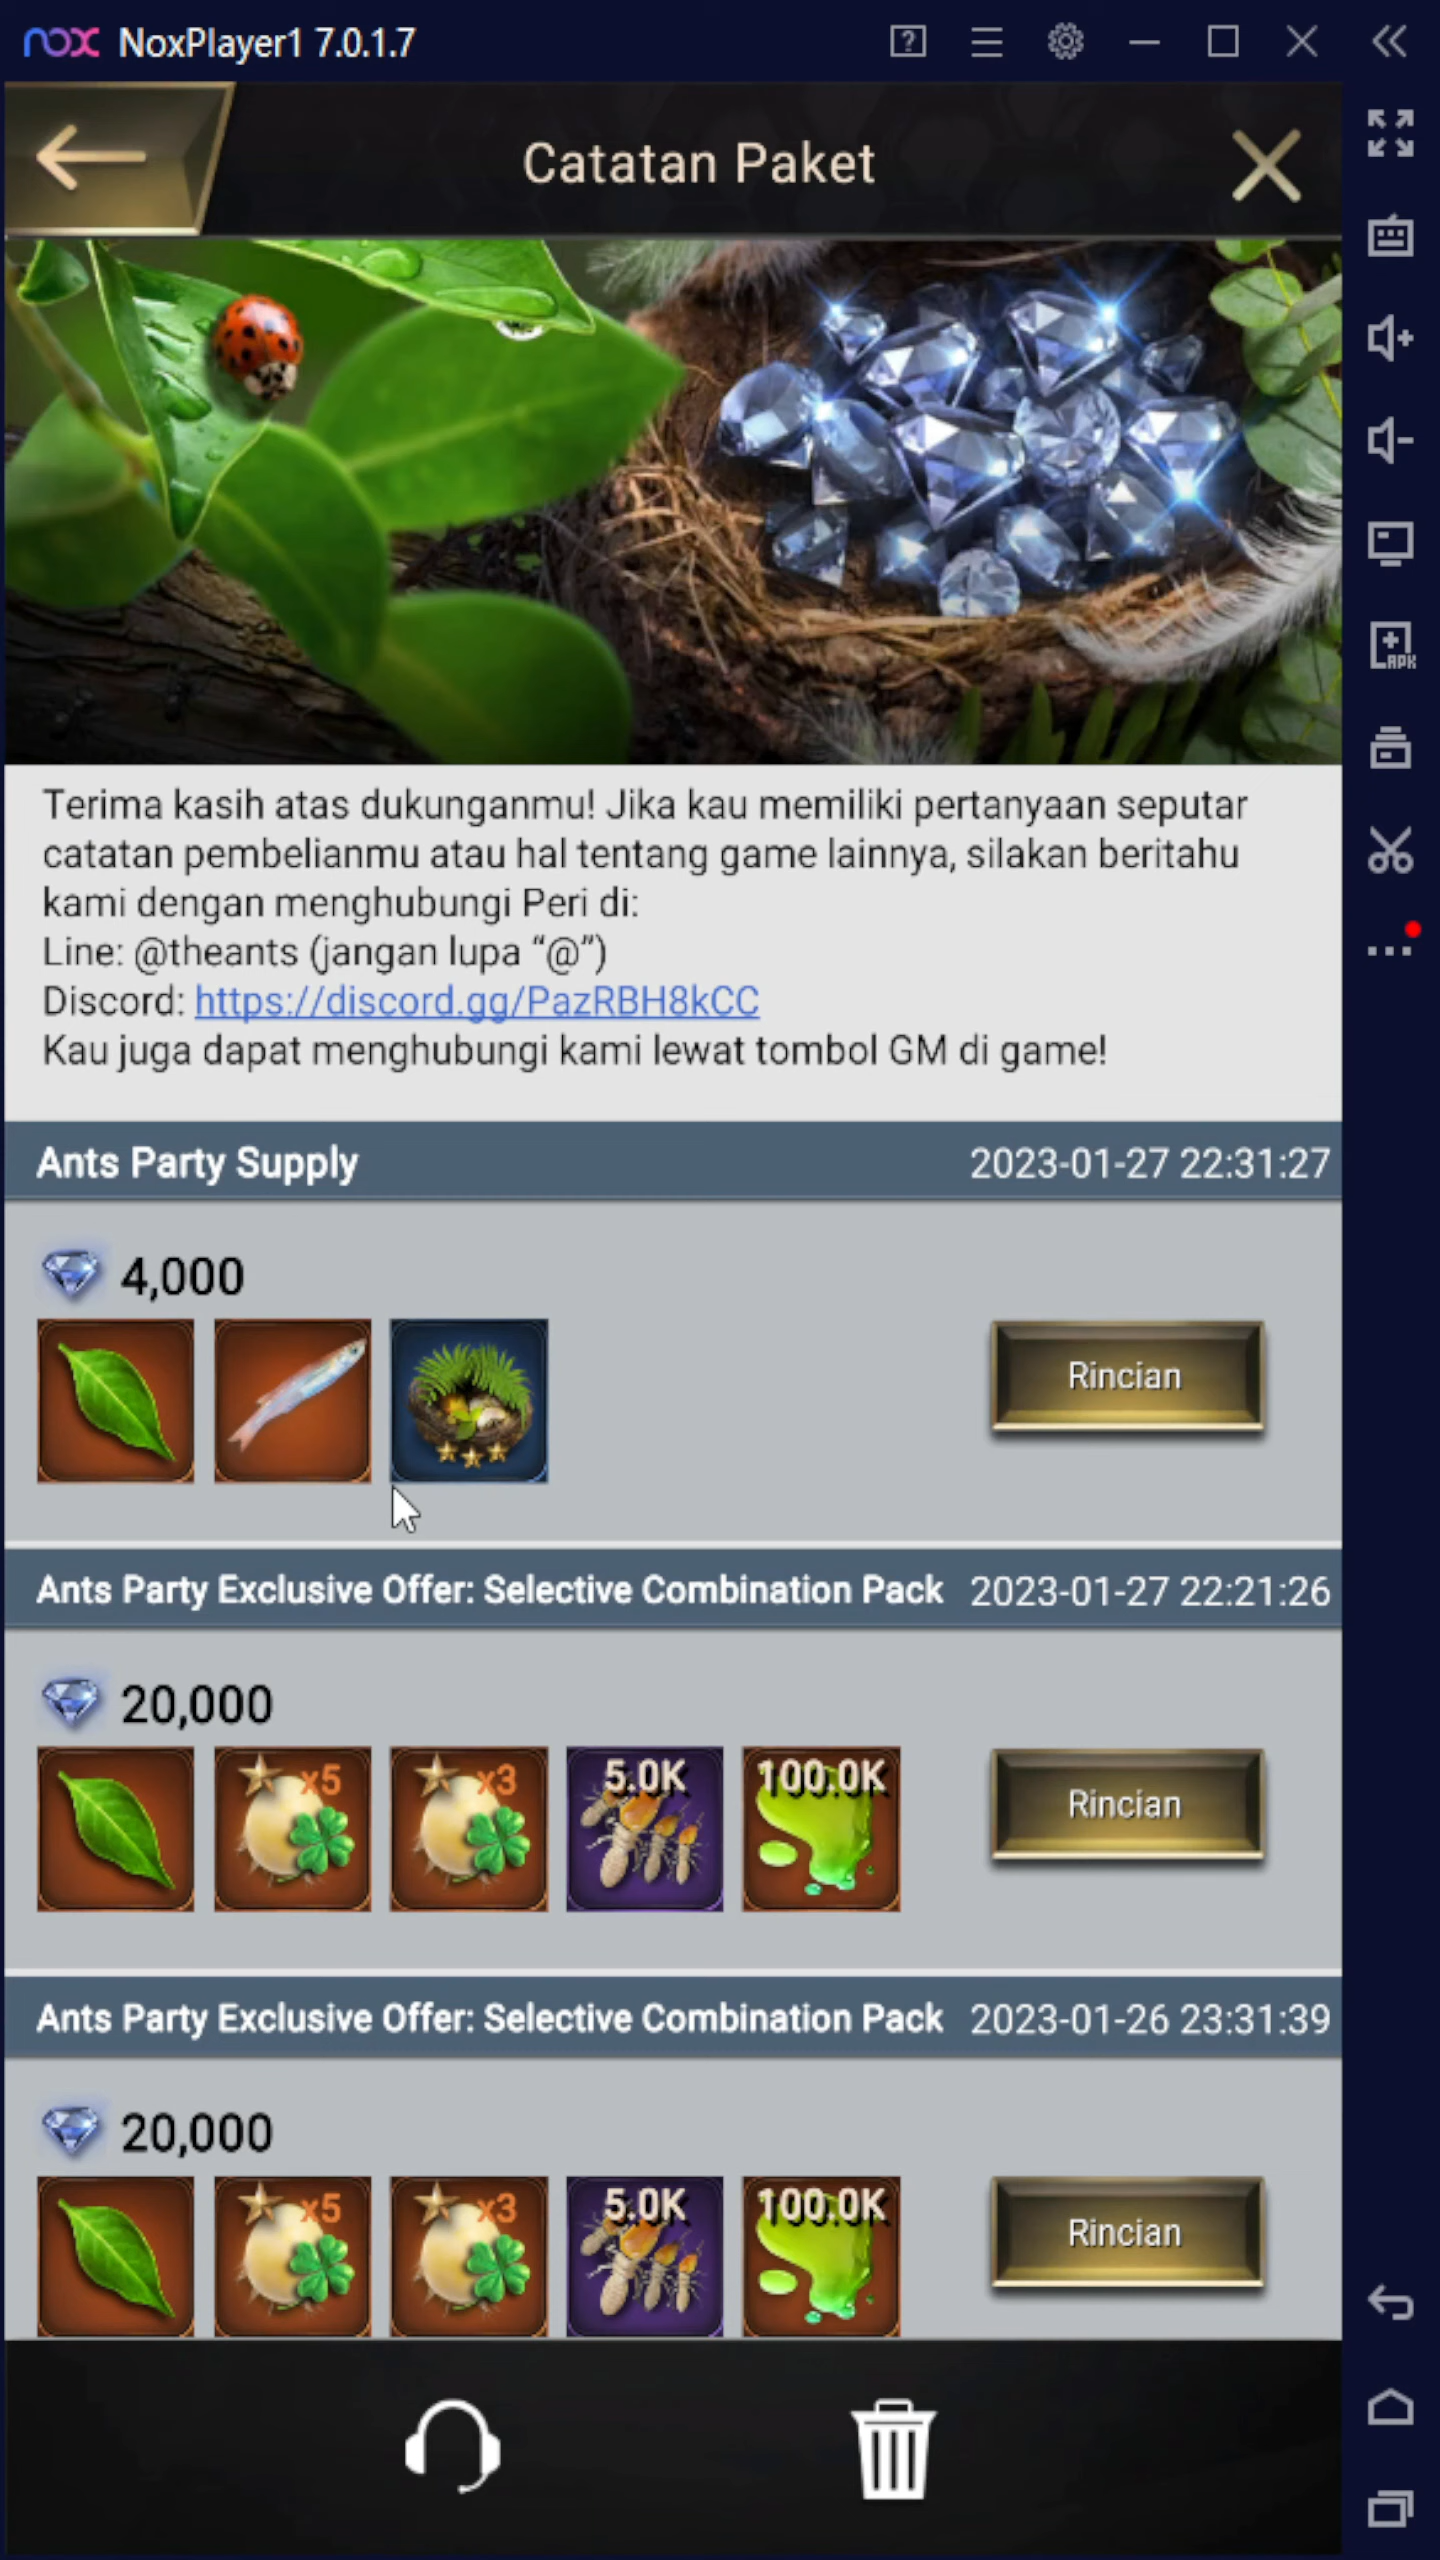 nox NoxPlayer1 7.0.1.7
Catatan Paket
Terima kasih atas dukunganmu! Jika kau memiliki pertanyaan seputar
catatan pembelianmu atau hal tentang game lainnya, silakan beritahu
kami dengan menghubungi Peri di:
Line: @theants (jangan lupa “@”)
Discord: https://discord.gg/PazRBH8kCC
Kau juga dapat menghubungi kami lewat tombol GM di game!
Ants Party Supply 2023-01-27 22:31:27
4,000
Rincian
Ants Party Exclusive Offer: Selective Combination Pack 2023-01-27 22:21:26
20,000
x5 x3 5.0K 100.0K
Rincian
Ants Party Exclusive Offer: Selective Combination Pack 2023-01-26 23:31:39
20,000
x5 x3 5.0K 100.0K
Rincian
APK